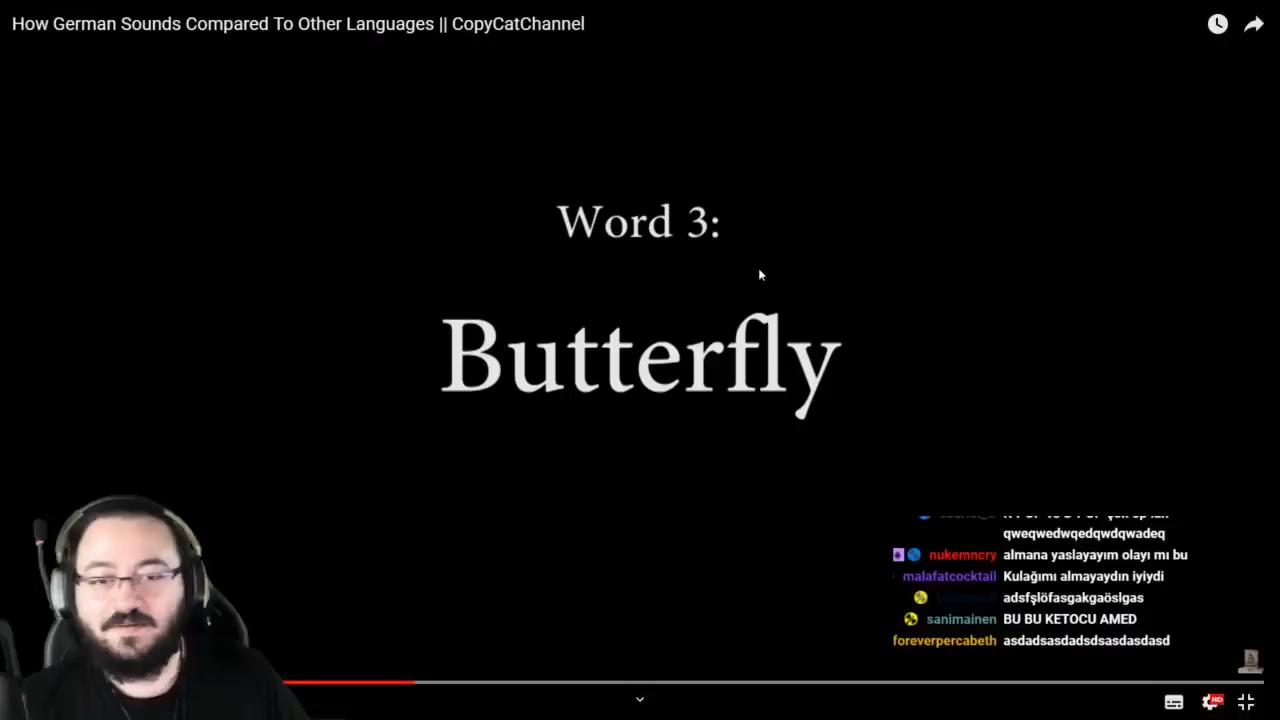 How German Sounds Compared To Other Languages || CopyCatChannel
Word 3:
Butterfly
qweqwedwqedqwdqwadeq
nukemncry almana yaslayayım olayı mı bu
malafatcocktail Kulağımı almayaydın iyiydi
adsfşlöfasgakgaöslgas
sanimainen BU BU KETOCU AMED
foreverpercabeth asdadsasdadsdsasdasdasd
HD